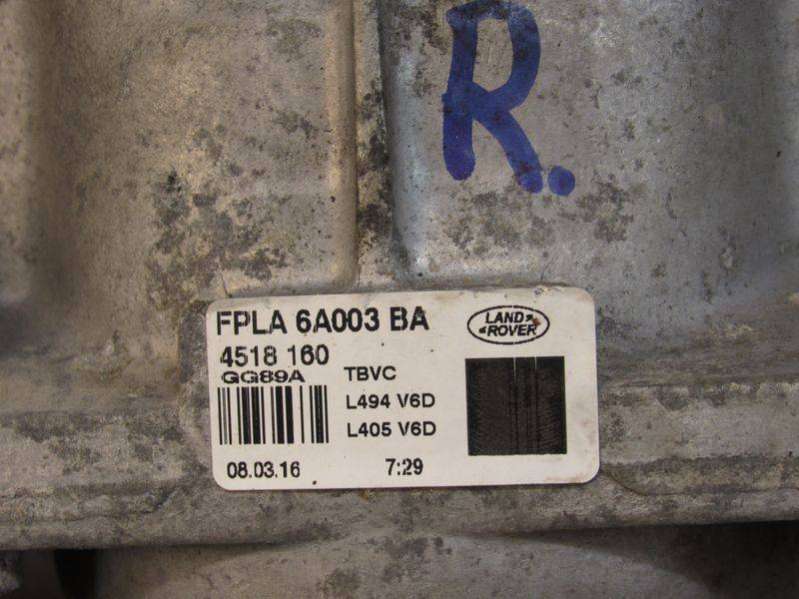 R.
FPLA 6A003 BA
LAND
ROVER
4518 160
GG89A
TBVC
L494 V6D
L405 V6D
08.03.16
7:29